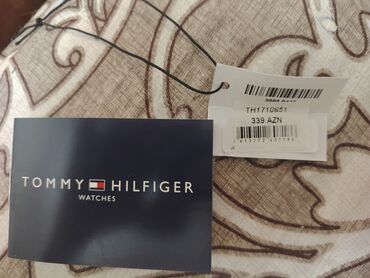 TH1710651
339 AZN
TOMMY HILFIGER
WATCHES